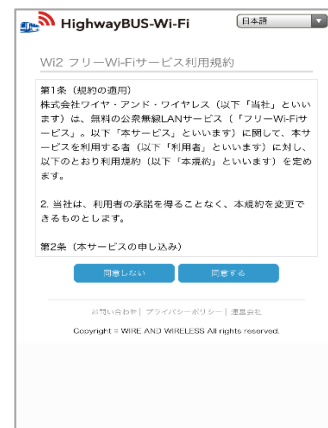 HighwayBUS-Wi-Fi
日本語
Wi2 フリーWi-Fiサービス利用規約
第1条（規約の適用）
株式会社ワイヤ・アンド・ワイヤレス（以下「当社」といい
ます）は、無料の公衆無線LANサービス（「フリーWi-Fiサ
ービス」。以下「本サービス」といいます）に関して、本サ
ービスを利用する者（以下「利用者」といいます）に対し、
以下のとおり利用規約（以下「本規約」といいます）を定め
ます。
2. 当社は、利用者の承諾を得ることなく、本規約を変更で
きるものとします。
第2条（本サービスの申し込み）
同意しない 同意する
お問い合わせ| プライバシーポリシー | 運営会社
Copyright = WIRE AND WIRELESS All rights reserved.